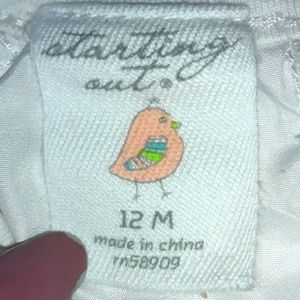 starting
out.
12 M
made in china
rn58909